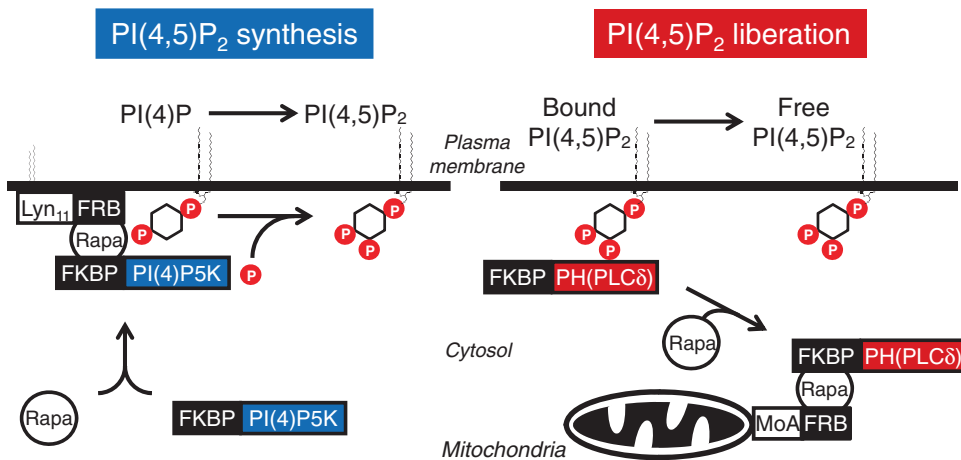 PI(4,5)P₂ synthesis
PI(4)P
PI(4,5)P₂
Lyn₁₁ FRB
Rapa
FKBP PI(4)P5K
P
P
P
P
P
P
Rapa
FKBP PI(4)P5K
Plasma
membrane
Cytosol
Mitochondria
PI(4,5)P₂ liberation
Bound
PI(4,5)P₂
Free
PI(4,5)P₂
P
P
P
P
P
P
FKBP PH(PLCδ)
Rapa
FKBP PH(PLCδ)
Rapa
MoA FRB